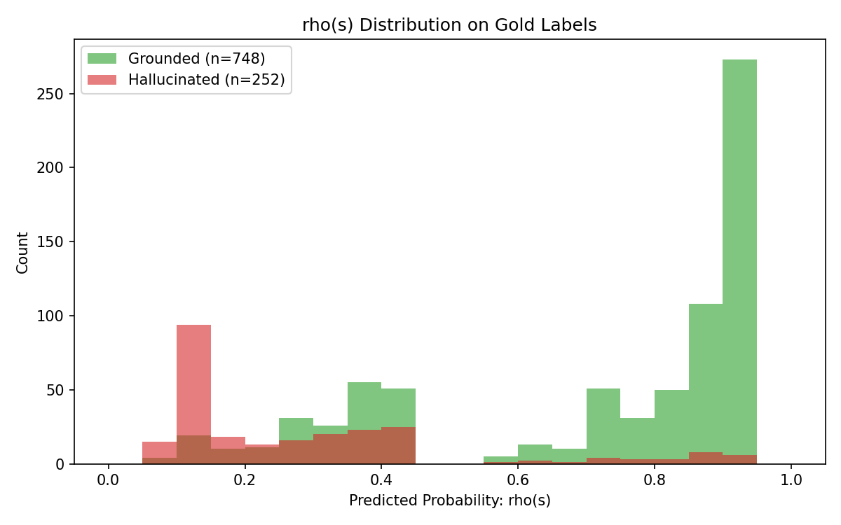 rho(s) Distribution on Gold Labels
Grounded (n=748)
Hallucinated (n=252)
Count
250
200
150
100
50
0
0.0 0.2 0.4 0.6 0.8 1.0
Predicted Probability: rho(s)